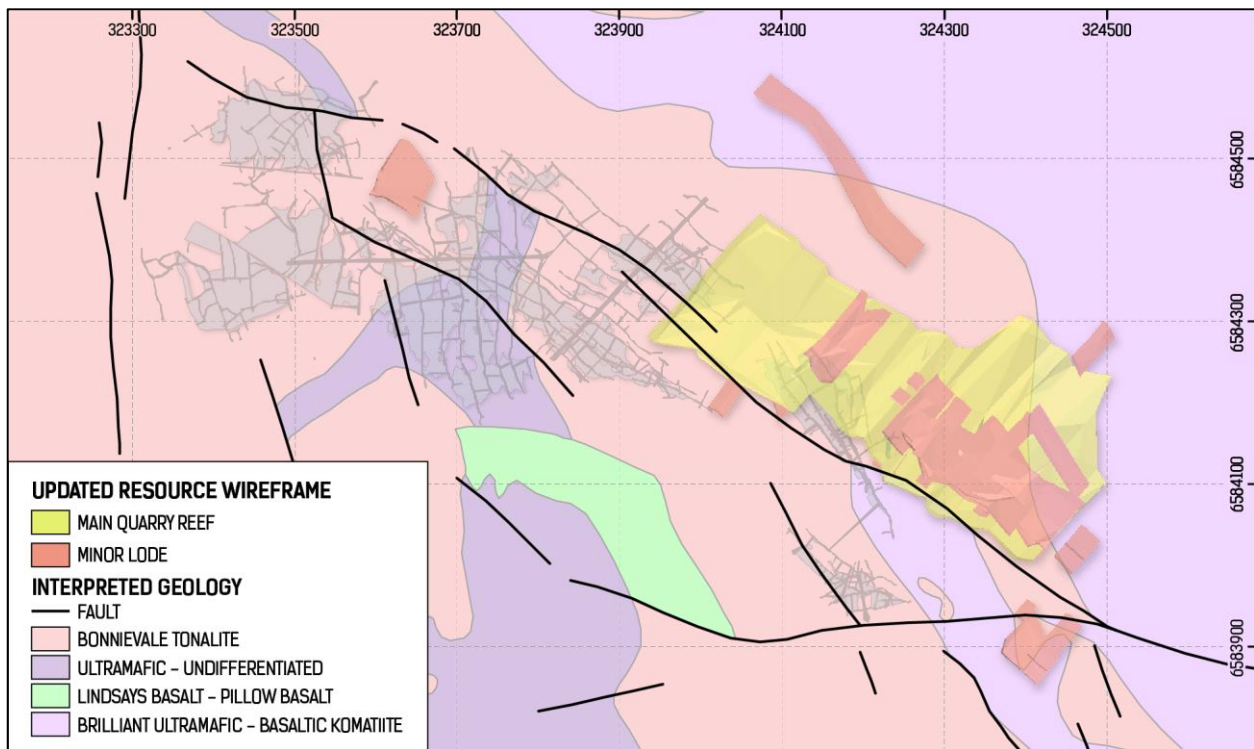 323300 323500 323700 323900 324100 324300 324500
6584500
6584300
6584100
6583900
UPDATED RESOURCE WIREFRAME
MAIN QUARRY REEF
MINOR LODE
INTERPRETED GEOLOGY
FAULT
BONNIEVALE TONALITE
ULTRAMAFIC – UNDIFFERENTIATED
LINDSAYS BASALT – PILLOW BASALT
BRILLIANT ULTRAMAFIC – BASALTIC KOMATIITE